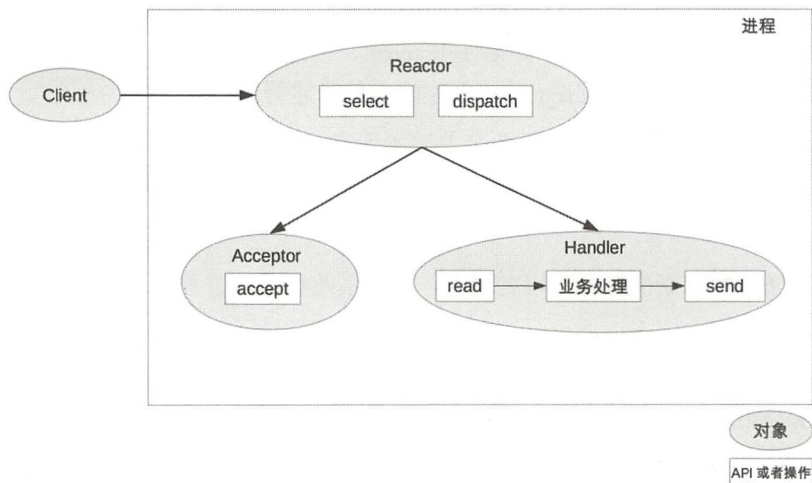 进程
Reactor
Client
select
dispatch
Acceptor
accept
Handler
read
业务处理
send
对象
API 或者操作